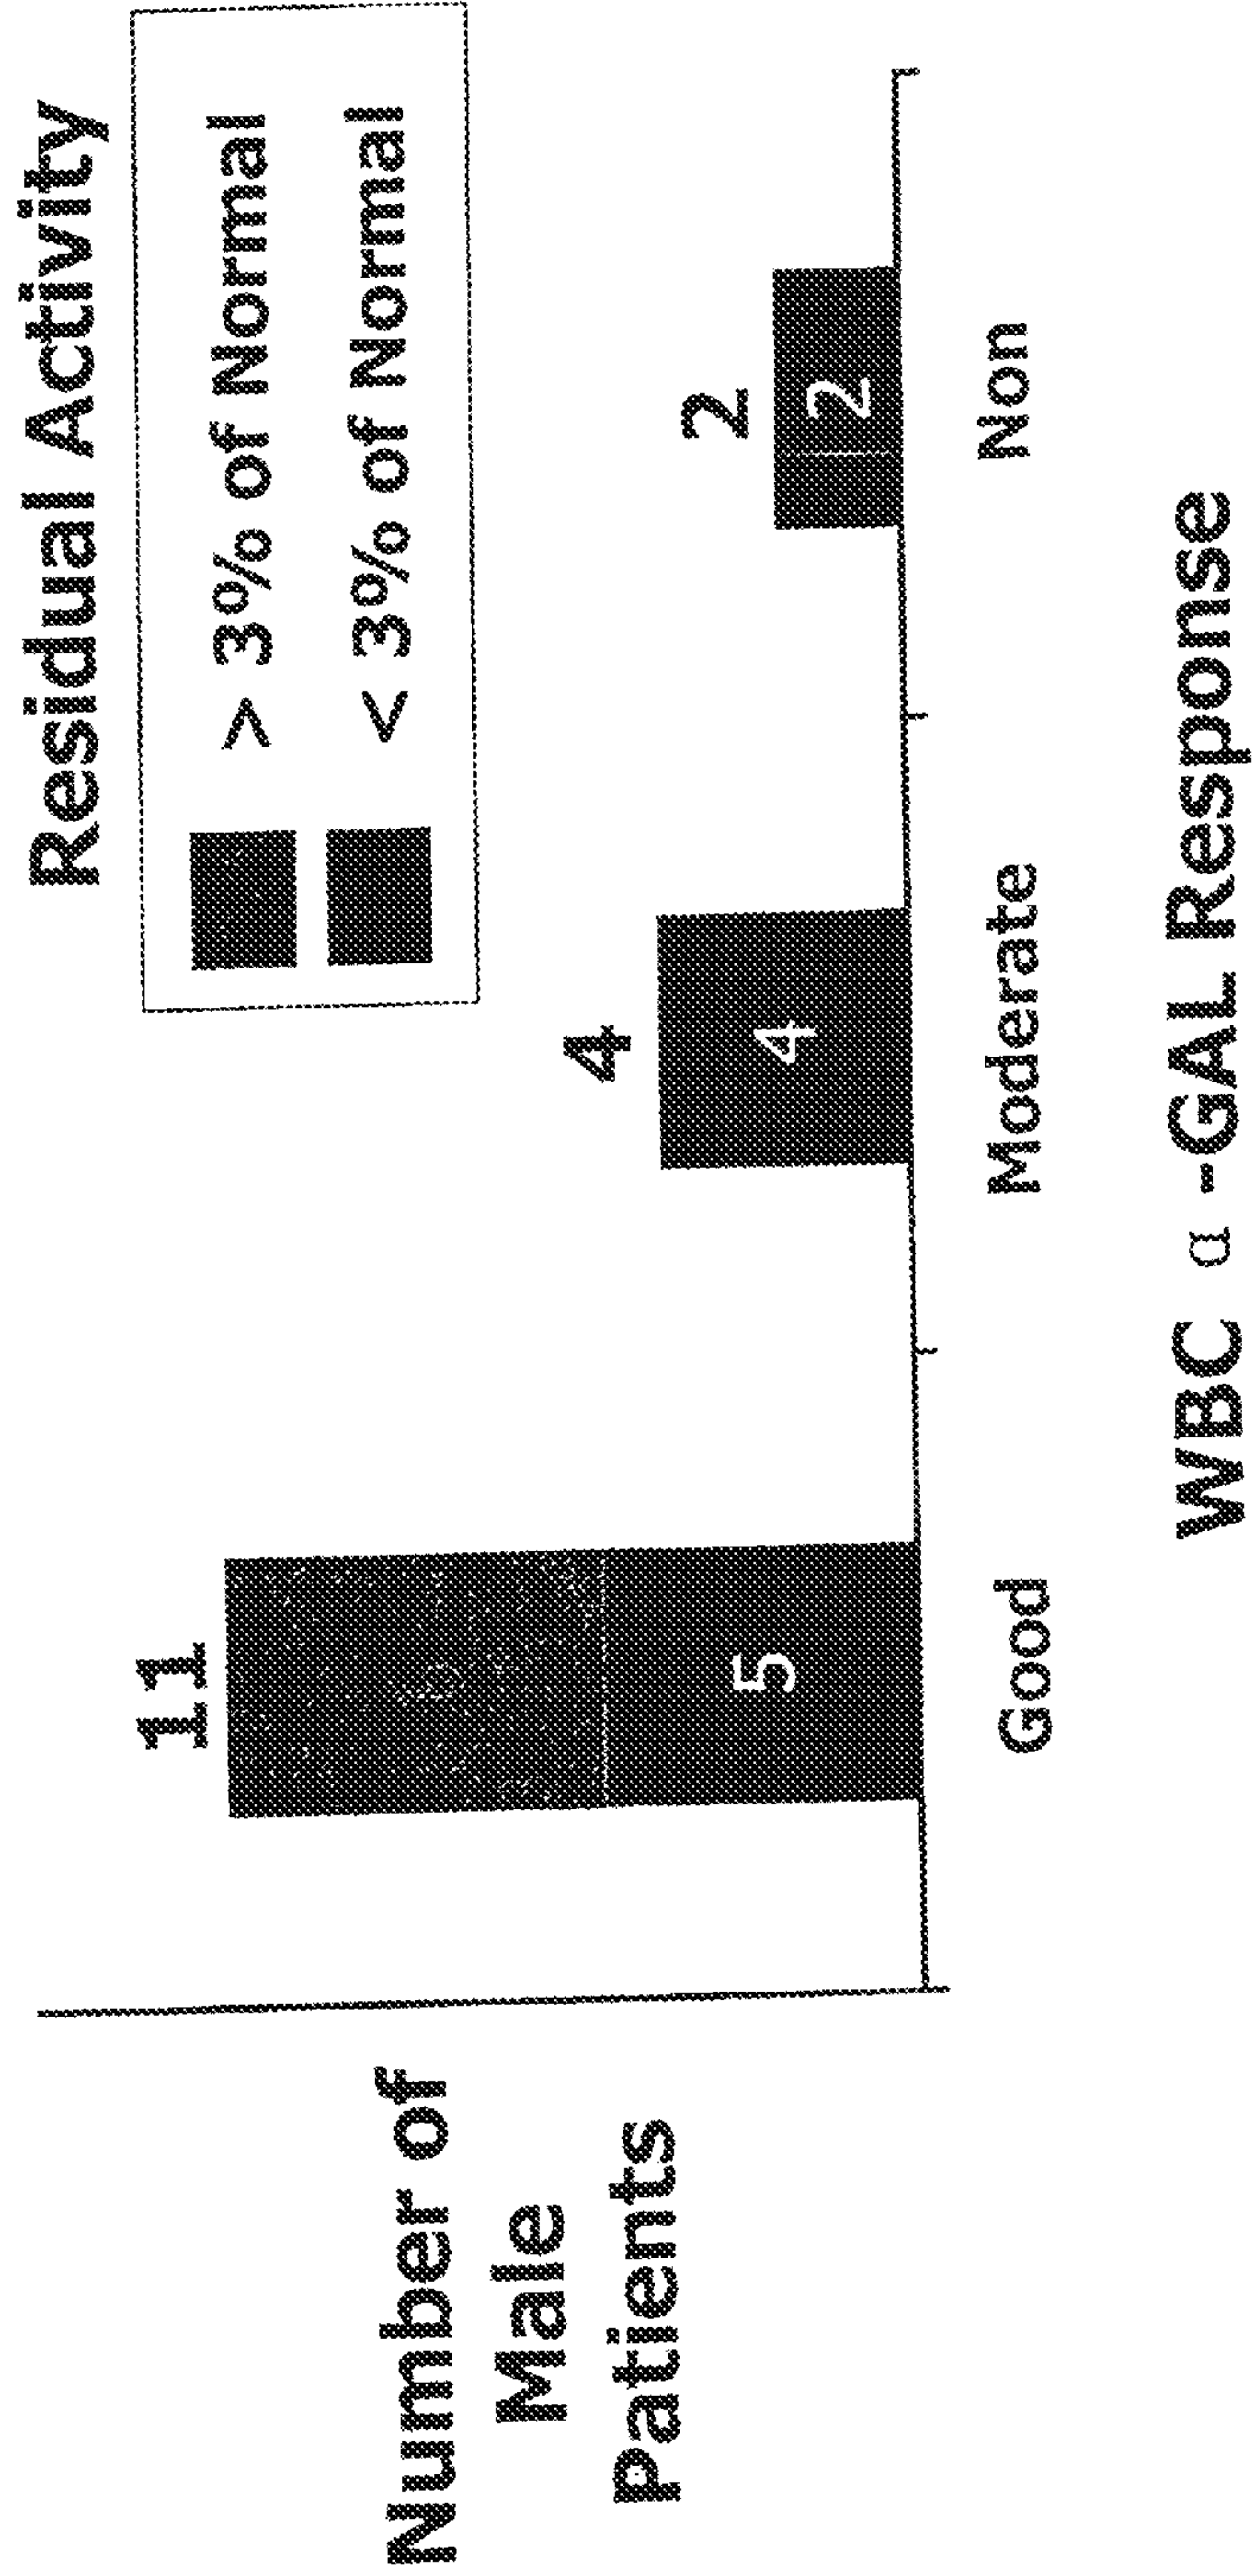 Residual Activity
> 3% of Normal
< 3% of Normal
Number of
Male
Patients
11
5
4
4
2
2
Good
Moderate
Non
WBC α -GAL Response